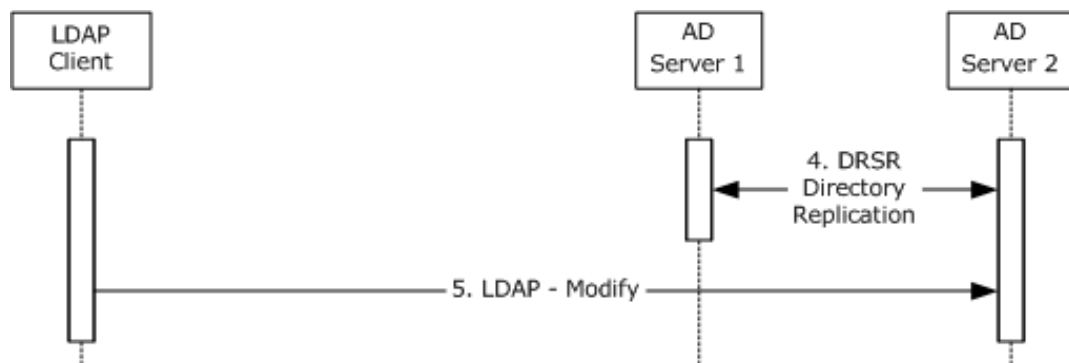 LDAP
Client
AD
Server 1
AD
Server 2
4. DRSR
Directory
Replication
5. LDAP - Modify